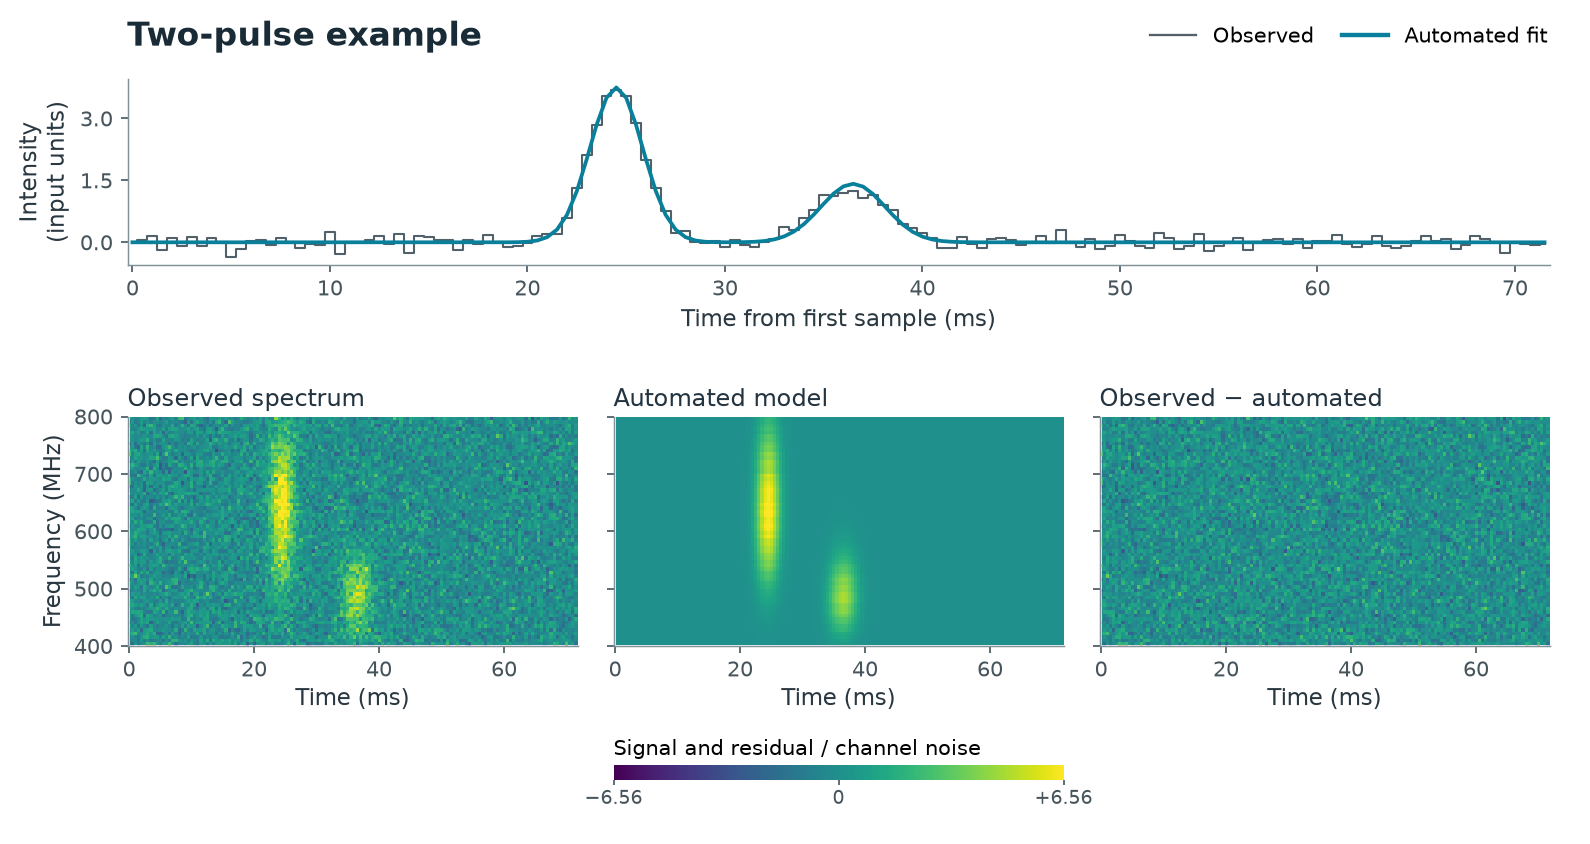 Two-pulse example
Observed
Automated fit
Intensity
(input units)
3.0
1.5
0.0
0 10 20 30 40 50 60 70
Time from first sample (ms)
Observed spectrum
Automated model
Observed − automated
Frequency (MHz)
800
700
600
500
400
0 20 40 60
0 20 40 60
0 20 40 60
Time (ms)
Time (ms)
Time (ms)
Signal and residual / channel noise
−6.56 0 +6.56